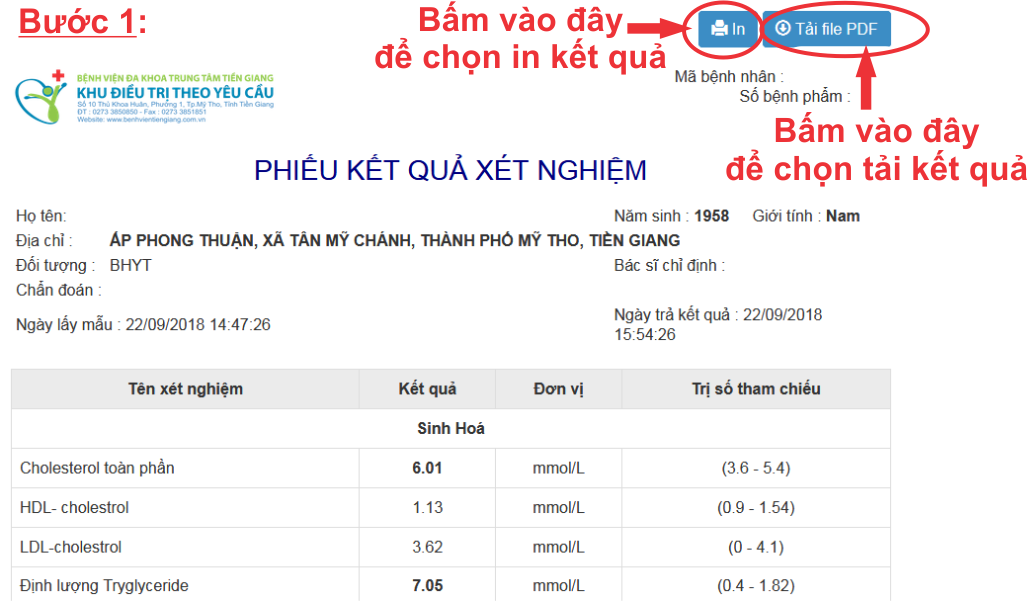 Bước 1:
Bấm vào đây
để chọn in kết quả
In
Tải file PDF
BỆNH VIỆN ĐA KHOA TRUNG TÂM TIỀN GIANG
KHU ĐIỀU TRỊ THEO YÊU CẦU
Số 10 Thủ Khoa Huân, Phường 1, Tp.Mỹ Tho, Tỉnh Tiền Giang
ĐT : 0273 3850850 - Fax : 0273 3851851
Website: www.benhvientiengiang.com.vn
Mã bệnh nhân :
Số bệnh phẩm :
Bấm vào đây
để chọn tải kết quả
PHIẾU KẾT QUẢ XÉT NGHIỆM
Họ tên:
Năm sinh : 1958 Giới tính : Nam
Địa chỉ : ẤP PHONG THUẬN, XÃ TÂN MỸ CHÁNH, THÀNH PHỐ MỸ THO, TIỀN GIANG
Đối tượng : BHYT
Bác sĩ chỉ định :
Chẩn đoán :
Ngày lấy mẫu : 22/09/2018 14:47:26
Ngày trả kết quả : 22/09/2018
15:54:26
Tên xét nghiệm Kết quả Đơn vị Trị số tham chiếu
Sinh Hoá
Cholesterol toàn phần 6.01 mmol/L (3.6 - 5.4)
HDL- cholestrol 1.13 mmol/L (0.9 - 1.54)
LDL-cholestrol 3.62 mmol/L (0 - 4.1)
Định lượng Tryglyceride 7.05 mmol/L (0.4 - 1.82)